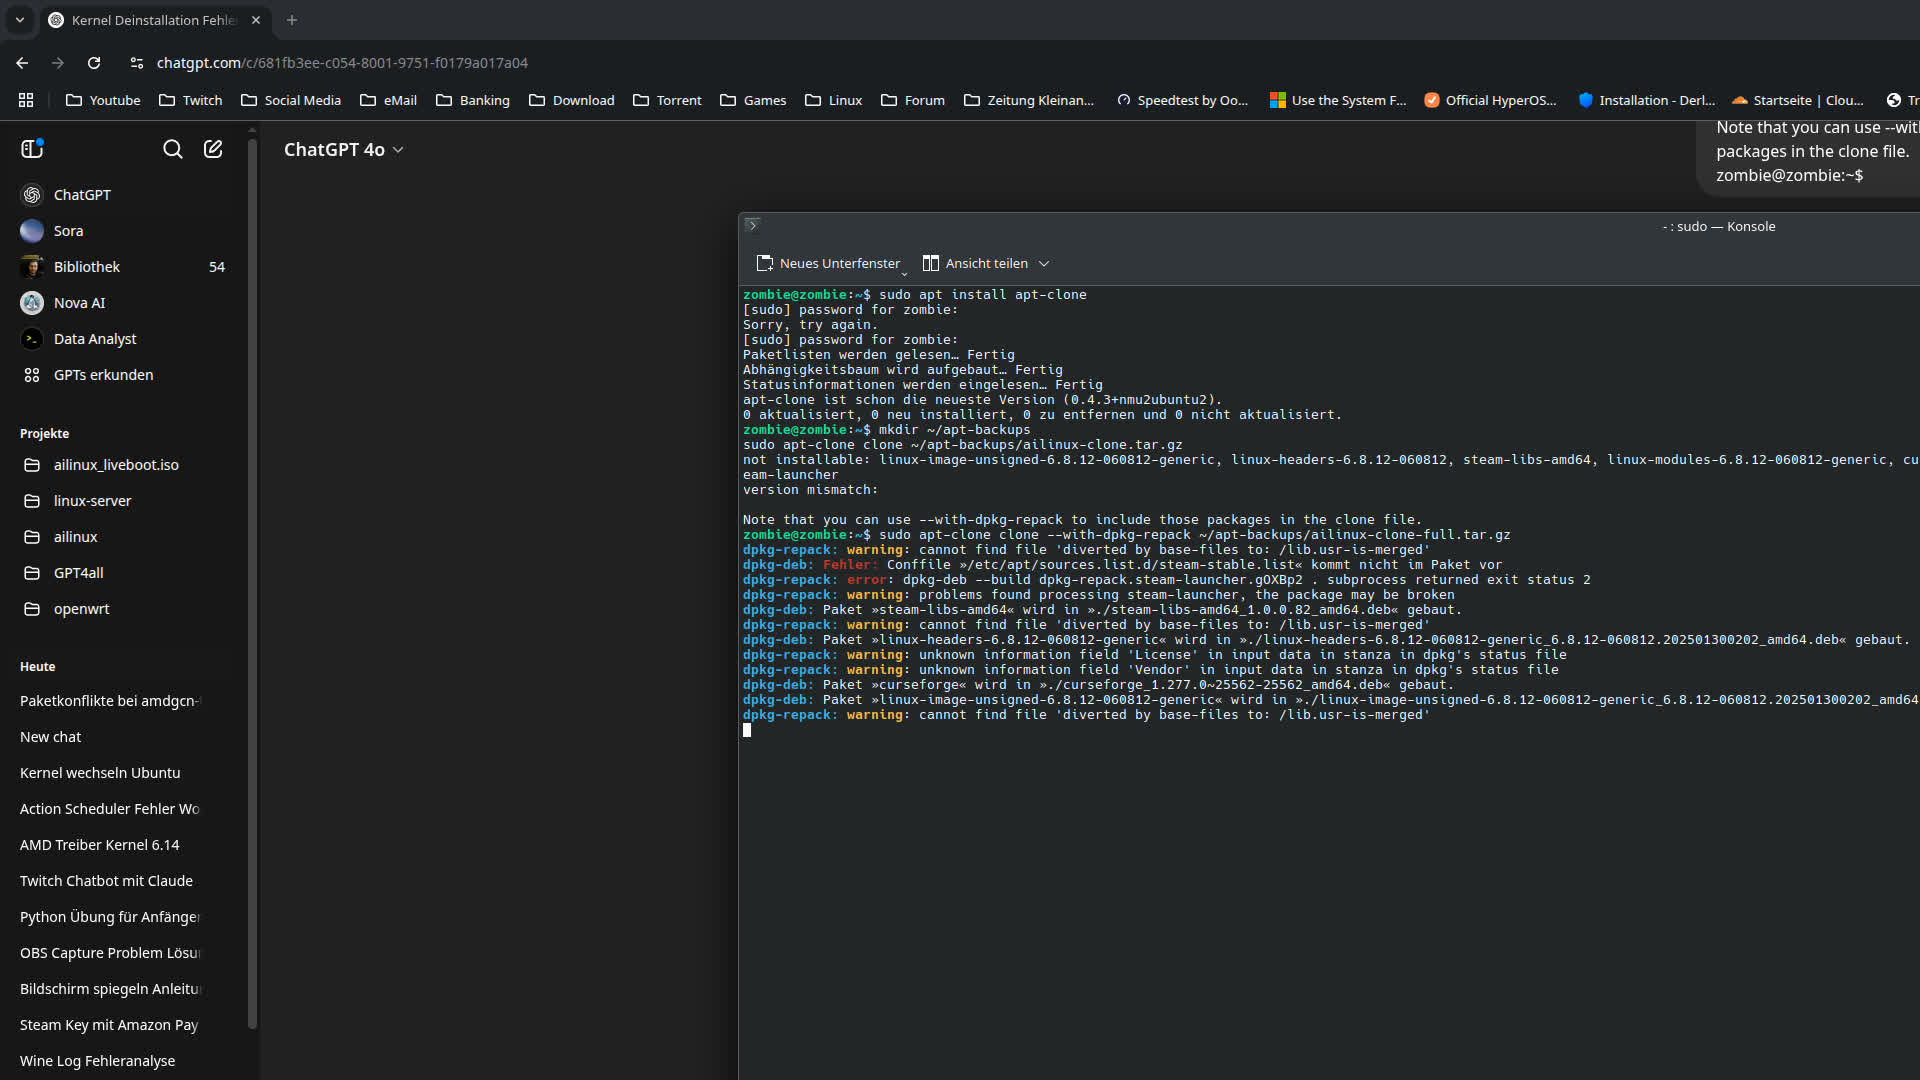 Kernel Deinstallation Fehle
chatgpt.com/c/681fb3ee-c054-8001-9751-f0179a017a04
Youtube Twitch Social Media eMail Banking Download Torrent Games Linux Forum Zeitung Kleinan... Speedtest by Oo... Use the System F... Official HyperOS... Installation - Derl... Startseite | Clou... Tr
ChatGPT
Sora
Bibliothek 54
Nova AI
Data Analyst
GPTs erkunden
Projekte
ailinux_liveboot.iso
linux-server
ailinux
GPT4all
openwrt
Heute
Paketkonflikte bei amdgcn-
New chat
Kernel wechseln Ubuntu
Action Scheduler Fehler Wo
AMD Treiber Kernel 6.14
Twitch Chatbot mit Claude
Python Übung für Anfänger
OBS Capture Problem Lösu
Bildschirm spiegeln Anleitu
Steam Key mit Amazon Pay
Wine Log Fehleranalyse
ChatGPT 4o
Note that you can use --with
packages in the clone file.
zombie@zombie:~$
- : sudo — Konsole
Neues Unterfenster Ansicht teilen
zombie@zombie:~$ sudo apt install apt-clone
[sudo] password for zombie:
Sorry, try again.
[sudo] password for zombie:
Paketlisten werden gelesen… Fertig
Abhängigkeitsbaum wird aufgebaut… Fertig
Statusinformationen werden eingelesen… Fertig
apt-clone ist schon die neueste Version (0.4.3+nmu2ubuntu2).
0 aktualisiert, 0 neu installiert, 0 zu entfernen und 0 nicht aktualisiert.
zombie@zombie:~$ mkdir ~/apt-backups
sudo apt-clone clone ~/apt-backups/ailinux-clone.tar.gz
not installable: linux-image-unsigned-6.8.12-060812-generic, linux-headers-6.8.12-060812, steam-libs-amd64, linux-modules-6.8.12-060812-generic, cu
eam-launcher
version mismatch:
Note that you can use --with-dpkg-repack to include those packages in the clone file.
zombie@zombie:~$ sudo apt-clone clone --with-dpkg-repack ~/apt-backups/ailinux-clone-full.tar.gz
dpkg-repack: warning: cannot find file 'diverted by base-files to: /lib.usr-is-merged'
dpkg-deb: Fehler: Conffile »/etc/apt/sources.list.d/steam-stable.list« kommt nicht im Paket vor
dpkg-repack: error: dpkg-deb --build dpkg-repack.steam-launcher.gOXBp2 . subprocess returned exit status 2
dpkg-repack: warning: problems found processing steam-launcher, the package may be broken
dpkg-deb: Paket »steam-libs-amd64« wird in »./steam-libs-amd64_1.0.0.82_amd64.deb« gebaut.
dpkg-repack: warning: cannot find file 'diverted by base-files to: /lib.usr-is-merged'
dpkg-deb: Paket »linux-headers-6.8.12-060812-generic« wird in »./linux-headers-6.8.12-060812-generic_6.8.12-060812.202501300202_amd64.deb« gebaut.
dpkg-repack: warning: unknown information field 'License' in input data in stanza in dpkg's status file
dpkg-repack: warning: unknown information field 'Vendor' in input data in stanza in dpkg's status file
dpkg-deb: Paket »curseforge« wird in »./curseforge_1.277.0~25562-25562_amd64.deb« gebaut.
dpkg-deb: Paket »linux-image-unsigned-6.8.12-060812-generic« wird in »./linux-image-unsigned-6.8.12-060812-generic_6.8.12-060812.202501300202_amd64
dpkg-repack: warning: cannot find file 'diverted by base-files to: /lib.usr-is-merged'